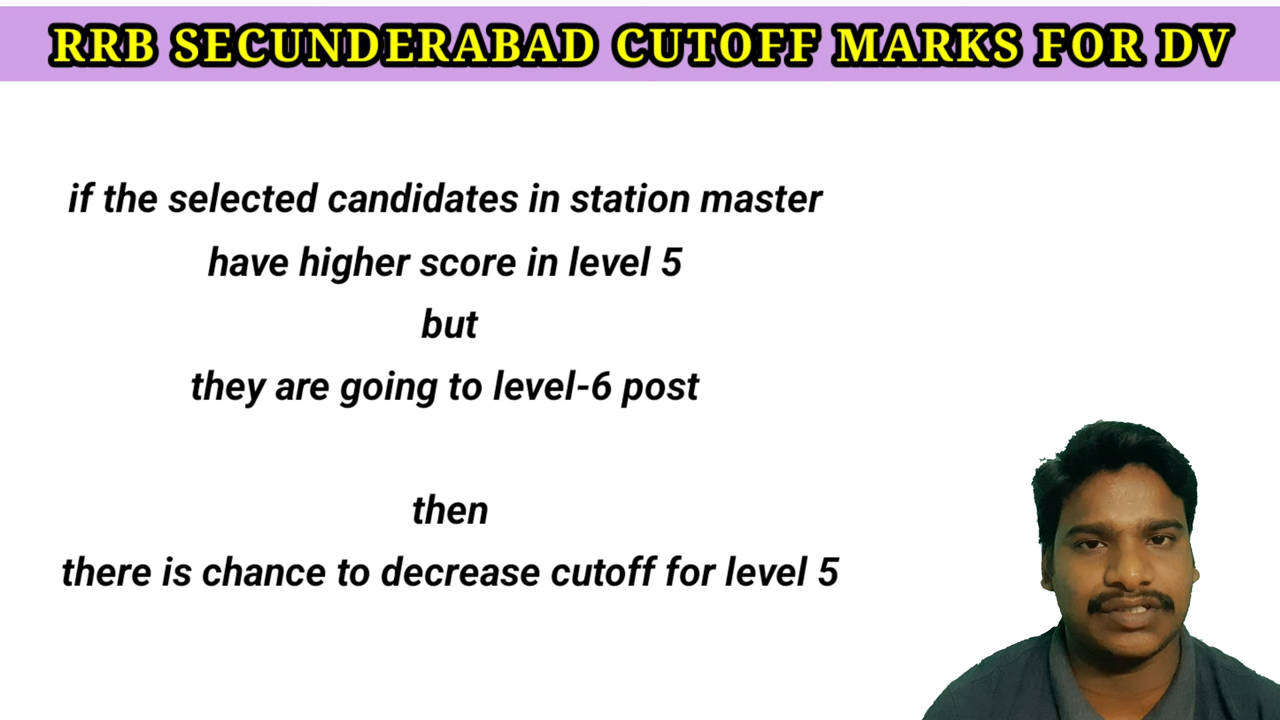 RRB SECUNDERABAD CUTOFF MARKS FOR DV
if the selected candidates in station master
have higher score in level 5
but
they are going to level-6 post
then
there is chance to decrease cutoff for level 5